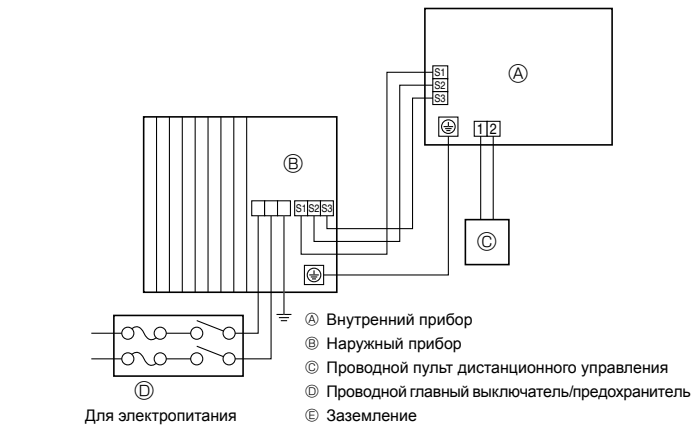 Ⓐ
S1
S2
S3
1 2
Ⓑ
S1 S2 S3
Ⓒ
Ⓓ
Для электропитания
Ⓐ Внутренний прибор
Ⓑ Наружный прибор
Ⓒ Проводной пульт дистанционного управления
Ⓓ Проводной главный выключатель/предохранитель
Ⓔ Заземление